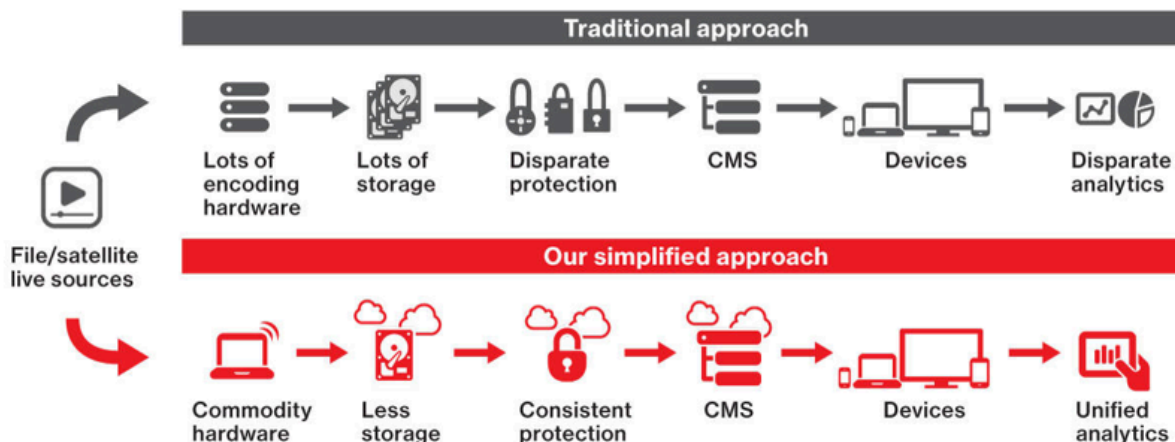 Traditional approach
Lots of
encoding
hardware
Lots of
storage
Disparate
protection
CMS
Devices
Disparate
analytics
File/satellite
live sources
Our simplified approach
Commodity
hardware
Less
storage
Consistent
protection
CMS
Devices
Unified
analytics